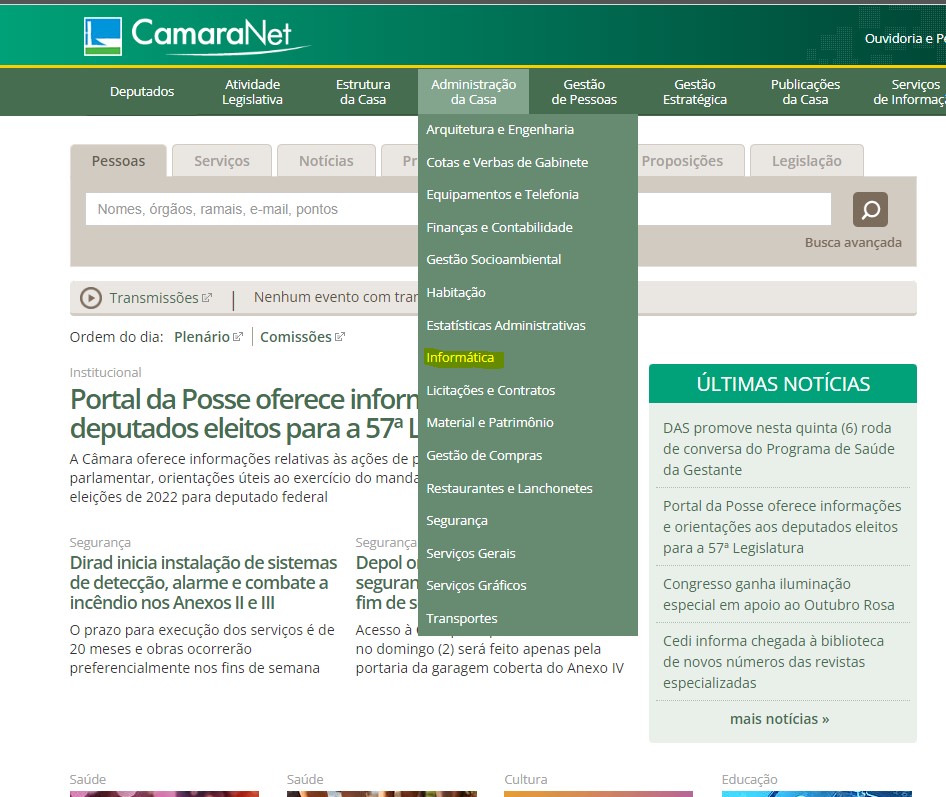 CamaraNet
Ouvidoria e
Deputados
Atividade
Legislativa
Estrutura
da Casa
Administração
da Casa
Gestão
de Pessoas
Gestão
Estratégica
Publicações
da Casa
Serviços
de Informaç
Arquitetura e Engenharia
Cotas e Verbas de Gabinete
Equipamentos e Telefonia
Finanças e Contabilidade
Gestão Socioambiental
Habitação
Estatísticas Administrativas
Informática
Licitações e Contratos
Material e Patrimônio
Gestão de Compras
Restaurantes e Lanchonetes
Segurança
Serviços Gerais
Serviços Gráficos
Transportes
Pessoas
Serviços
Notícias
Pr
Proposições
Legislação
Nomes, órgãos, ramais, e-mail, pontos
Busca avançada
Transmissões | Nenhum evento com tran
Ordem do dia: Plenário | Comissões
Institucional
Portal da Posse oferece inform
deputados eleitos para a 57ª L
A Câmara oferece informações relativas às ações de p
parlamentar, orientações úteis ao exercício do manda
eleições de 2022 para deputado federal
Segurança
Dirad inicia instalação de sistemas
de detecção, alarme e combate a
incêndio nos Anexos II e III
O prazo para execução dos serviços é de
20 meses e obras ocorrerão
preferencialmente nos fins de semana
Segurança
Depol or
seguran
fim de s
Acesso à
no domingo (2) será feito apenas pela
portaria da garagem coberta do Anexo IV
ÚLTIMAS NOTÍCIAS
DAS promove nesta quinta (6) roda
de conversa do Programa de Saúde
da Gestante
Portal da Posse oferece informações
e orientações aos deputados eleitos
para a 57ª Legislatura
Congresso ganha iluminação
especial em apoio ao Outubro Rosa
Cedi informa chegada à biblioteca
de novos números das revistas
especializadas
mais notícias »
Saúde
Saúde
Cultura
Educação